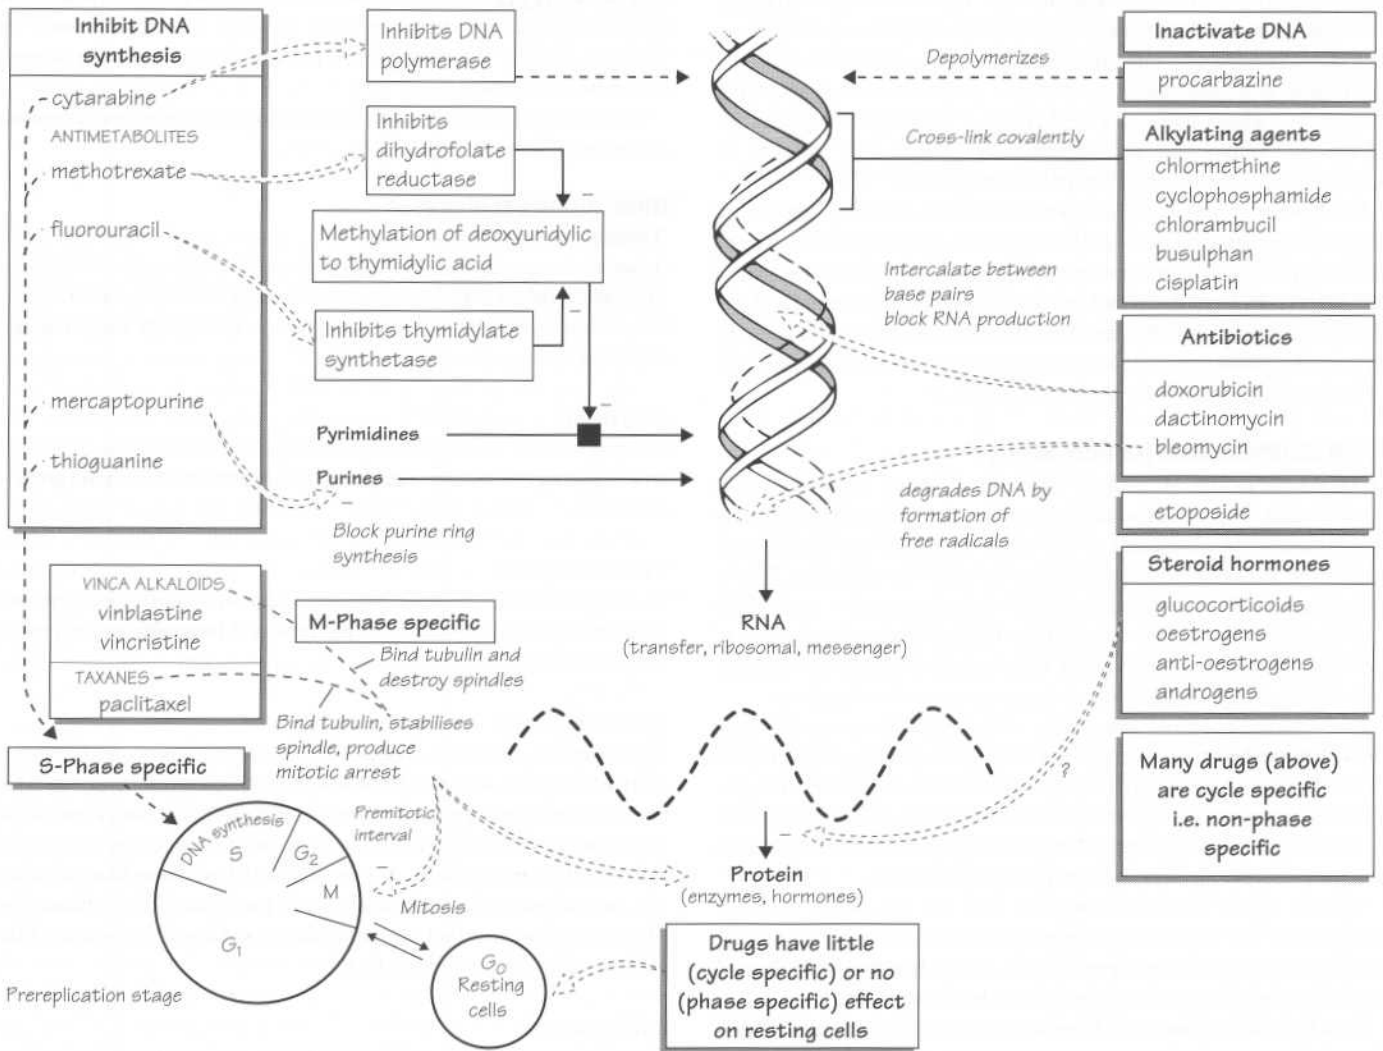 Inhibit DNA
synthesis
cytarabine
ANTIMETABOLITES
methotrexate
fluorouracil
mercaptopurine
thioguanine
Inhibits DNA
polymerase
Inhibits
dihydrofolate
reductase
Methylation of deoxyuridylic
to thymidylic acid
Inhibits thymidylate
synthetase
Pyrimidines
Purines
Block purine ring
synthesis
Depolymerizes
Cross-link covalently
Intercalate between
base pairs
block RNA production
degrades DNA by
formation of
free radicals
Inactivate DNA
procarbazine
Alkylating agents
chlormethine
cyclophosphamide
chlorambucil
busulphan
cisplatin
Antibiotics
doxorubicin
dactinomycin
bleomycin
etoposide
Steroid hormones
glucocorticoids
oestrogens
anti-oestrogens
androgens
?
Many drugs (above)
are cycle specific
i.e. non-phase
specific
VINCA ALKALOIDS
vinblastine
vincristine
TAXANES
paclitaxel
M-Phase specific
Bind tubulin and
destroy spindles
Bind tubulin, stabilises
spindle, produce
mitotic arrest
S-Phase specific
RNA
(transfer, ribosomal, messenger)
Protein
(enzymes, hormones)
DNA synthesis
S
G2
M
G1
Premitotic
interval
Mitosis
Prereplication stage
G0
Resting
cells
Drugs have little
(cycle specific) or no
(phase specific) effect
on resting cells